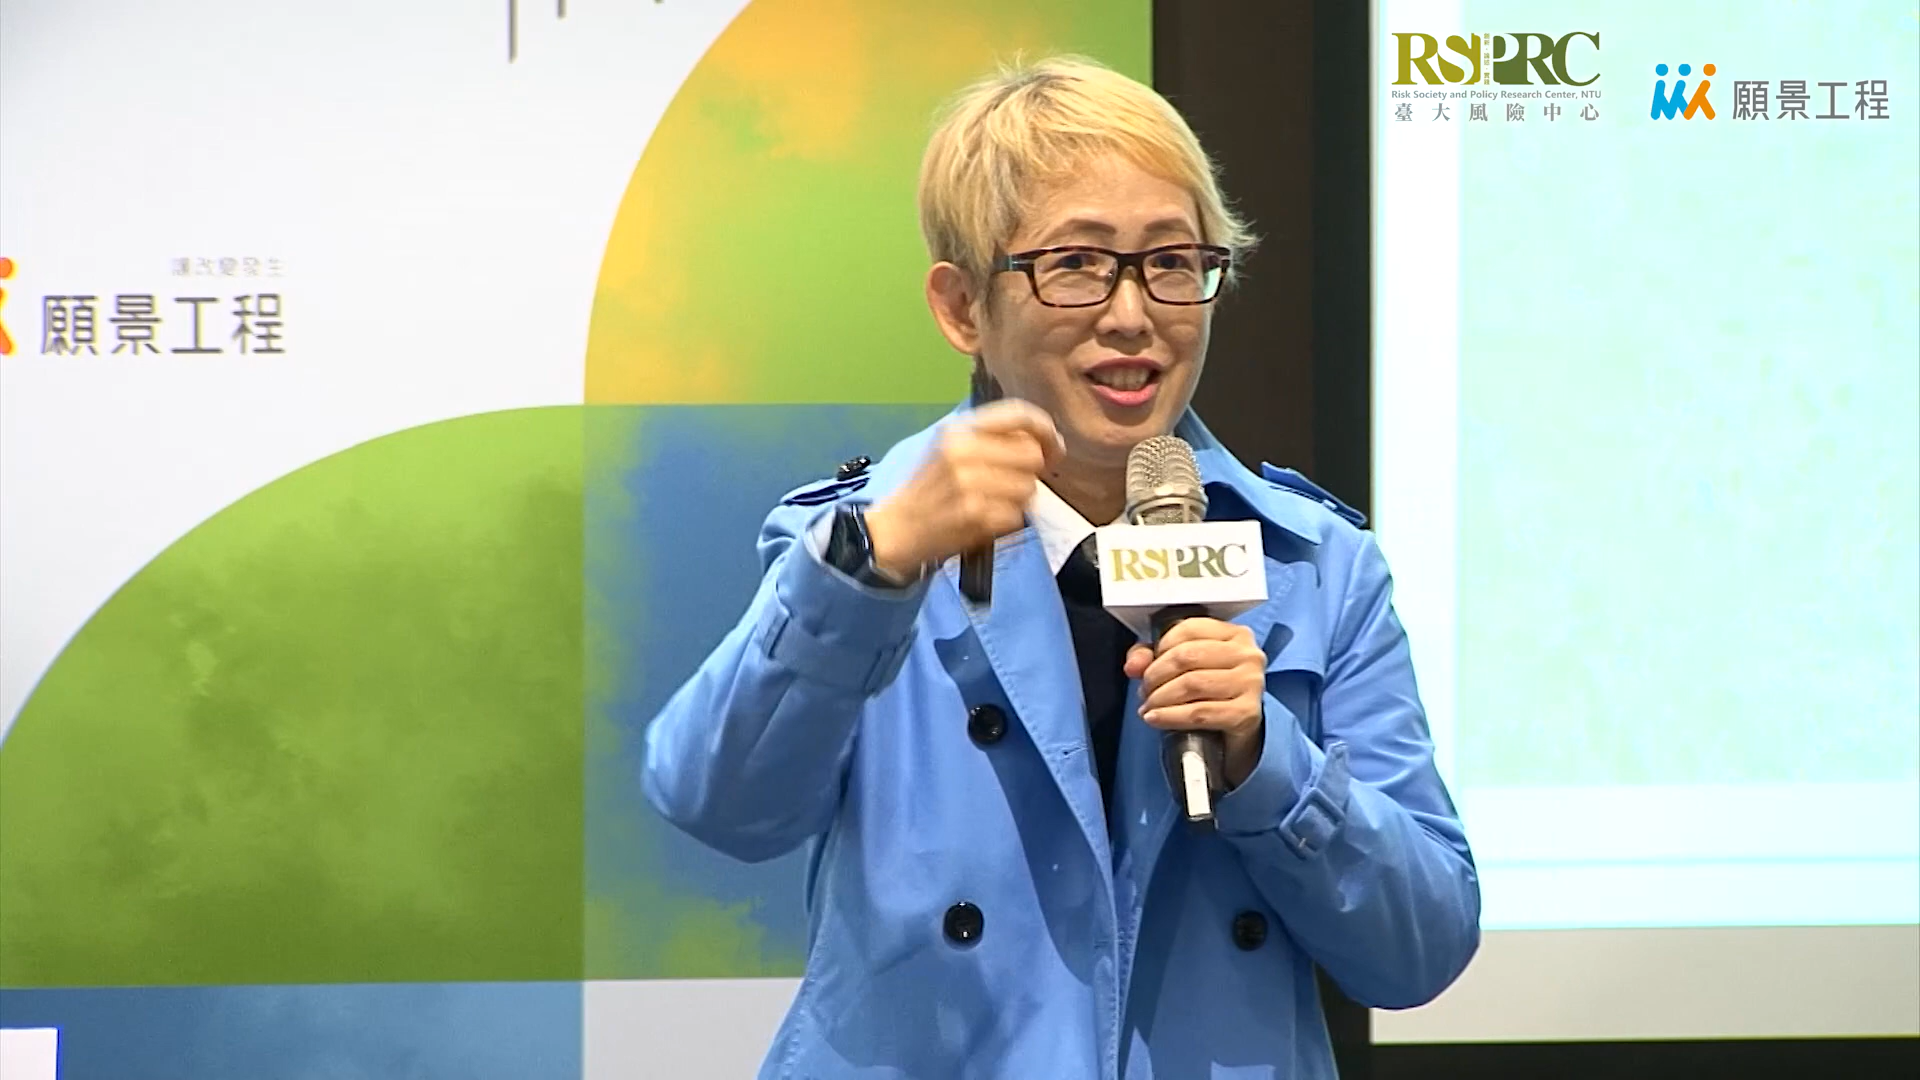 RSPRC
Risk Society and Policy Research Center, NTU
臺大風險中心
願景工程
讓改變發生
願景工程
RSPRC